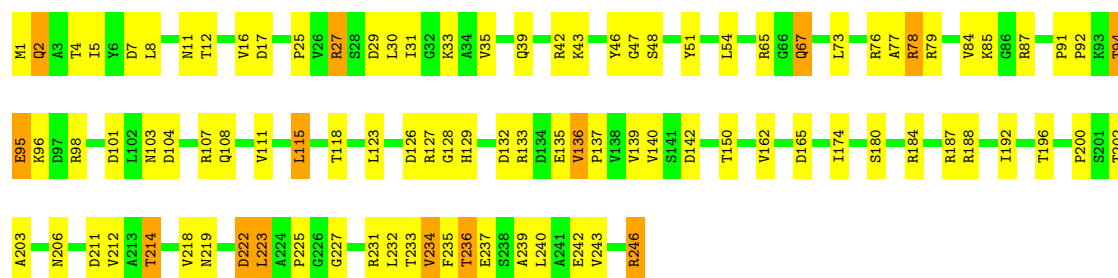 M1 Q2 A3 T4 I5 Y6 D7 L8 N11 T12 V16 D17 P25 V26 R27 S28 D29 L30 I31 G32 K33 A34 V35 Q39 R42 K43 Y46 G47 S48 Y51 L54 R65 G66 Q67 L73 R76 A77 R78 R79 V84 K85 G86 R87 P91 P92 K93 T94
E95 K96 D97 R98 D101 L102 N103 D104 R107 Q108 V111 L115 T118 L123 D126 R127 G128 H129 D132 R133 D134 E135 V136 P137 V138 V139 V140 S141 D142 T150 V162 D165 I174 S180 R184 R187 R188 I192 T196 P200 S201 T202
A203 N206 D211 V212 A213 T214 V218 N219 D222 L223 A224 P225 G226 G227 R231 L232 T233 V234 F235 T236 E237 S238 A239 L240 A241 E242 V243 R246